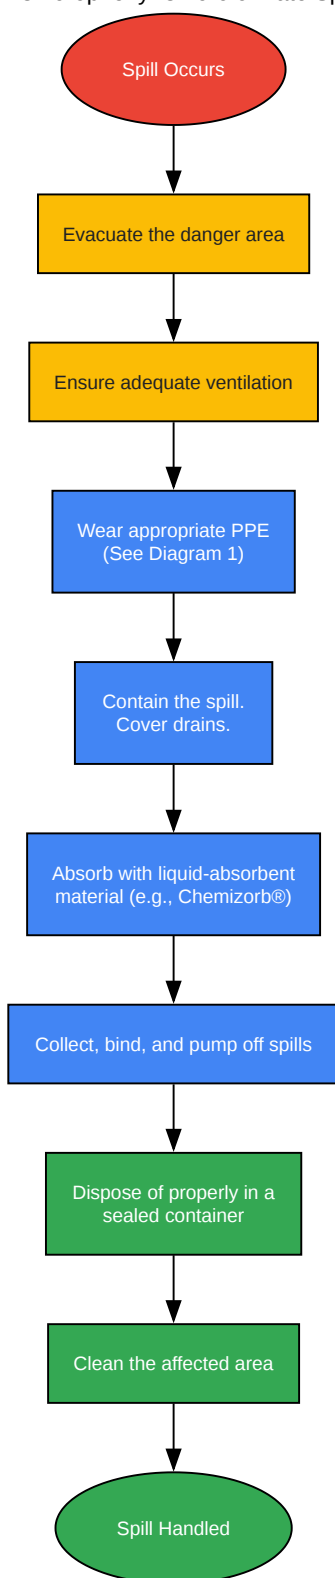 Spill Occurs
Evacuate the danger area
Ensure adequate ventilation
Wear appropriate PPE
(See Diagram 1)
Contain the spill.
Cover drains.
Absorb with liquid-absorbent
material (e.g., Chemizorb®)
Collect, bind, and pump off spills
Dispose of properly in a
sealed container
Clean the affected area
Spill Handled